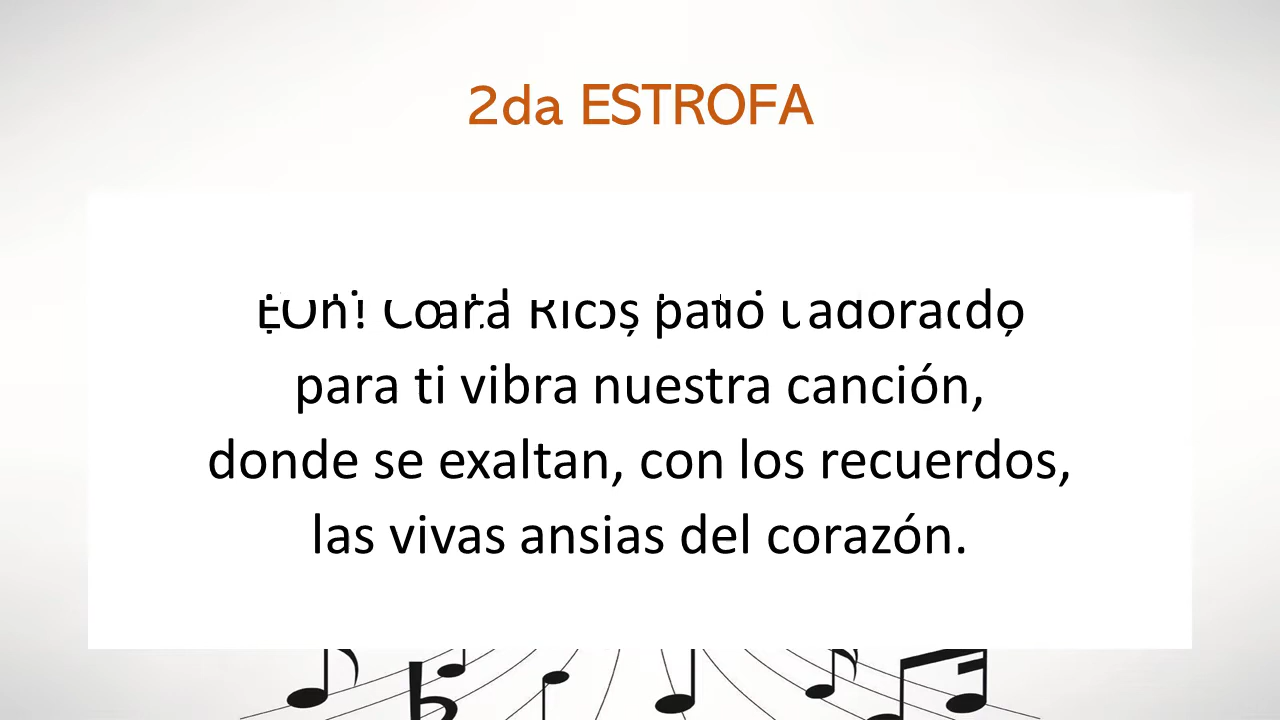 2da ESTROFA
para ti vibra nuestra canción,
donde se exaltan, con los recuerdos,
las vivas ansias del corazón.